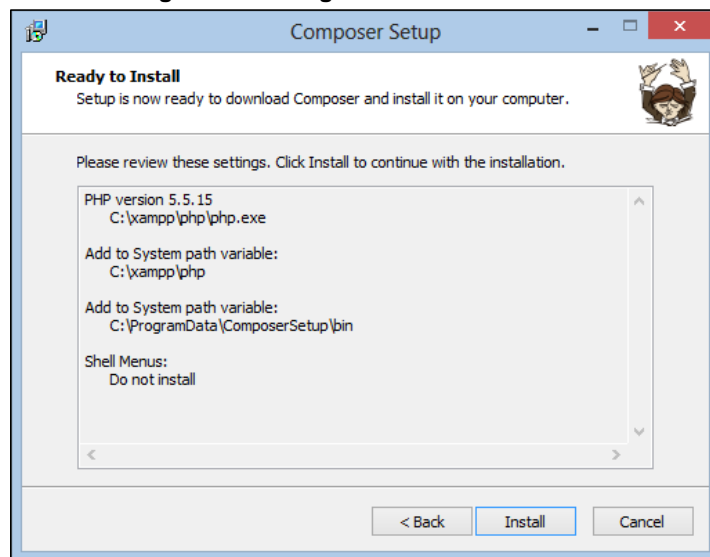 Composer Setup
Ready to Install
Setup is now ready to download Composer and install it on your computer.
Please review these settings. Click Install to continue with the installation.
PHP version 5.5.15
C:\xampp\php\php.exe
Add to System path variable:
C:\xampp\php
Add to System path variable:
C:\ProgramData\ComposerSetup\bin
Shell Menus:
Do not install
< Back
Install
Cancel